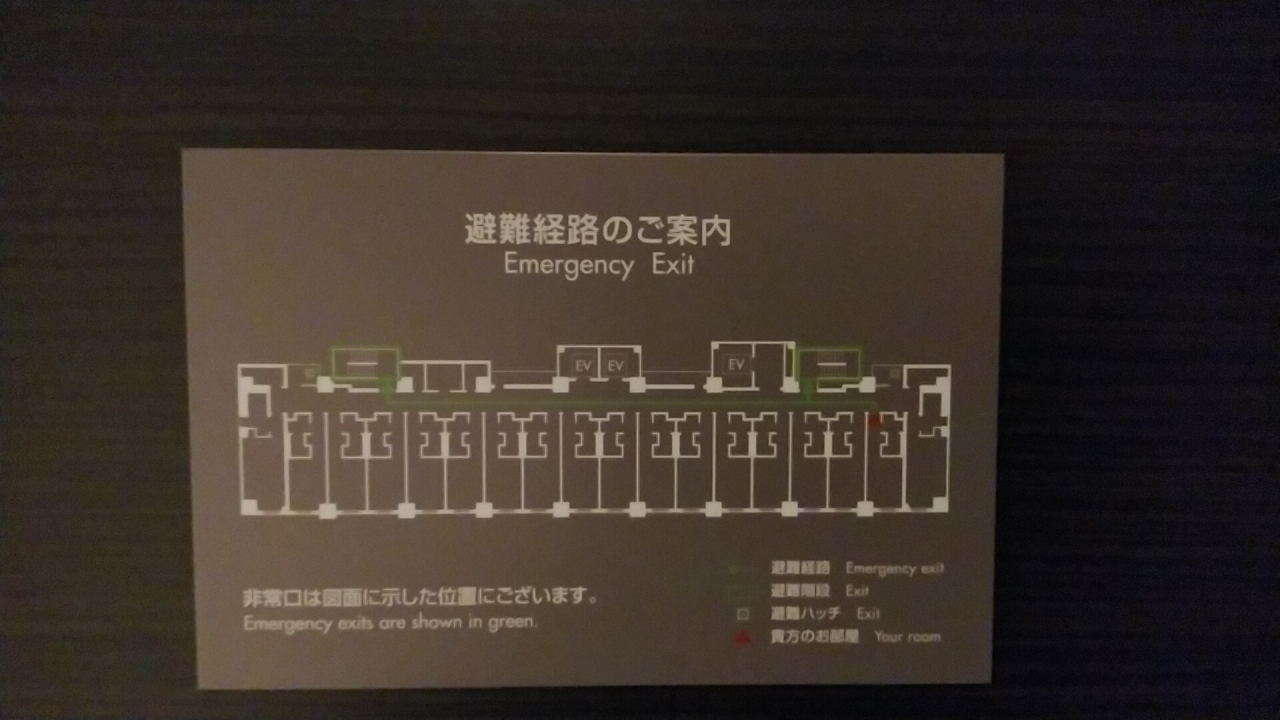 避難経路のご案内
Emergency Exit
EV EV EV
非常口は図面に示した位置にございます。
Emergency exits are shown in green.
避難経路 Emergency exit
避難階段 Exit
避難ハッチ Exit
貴方のお部屋 Your room